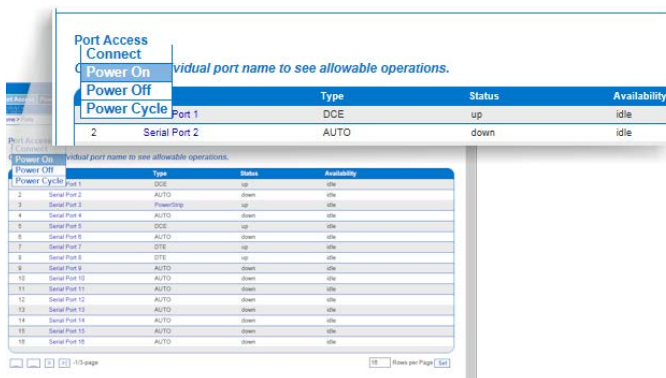 Port Access
Connect
Power On
vidual port name to see allowable operations.
Power Off
Type Status Availability
Power Cycle Port 1 DCE up idle
2 Serial Port 2 AUTO down idle
Port Access
Connect
Power On vidual port name to see allowable operations.
Power Off
Type Status Availability
Power Cycle Port 1 DCE up idle
2 Serial Port 2 AUTO down idle
3 Serial Port 3 PowerStrip up idle
4 Serial Port 4 AUTO down idle
5 Serial Port 5 DCE up idle
6 Serial Port 6 AUTO down idle
7 Serial Port 7 DTE up idle
8 Serial Port 8 DTE up idle
9 Serial Port 9 AUTO down idle
10 Serial Port 10 AUTO down idle
11 Serial Port 11 AUTO down idle
12 Serial Port 12 AUTO down idle
13 Serial Port 13 AUTO down idle
14 Serial Port 14 AUTO down idle
15 Serial Port 15 AUTO down idle
16 Serial Port 16 AUTO down idle
-1/3-page 16 Rows per Page Set